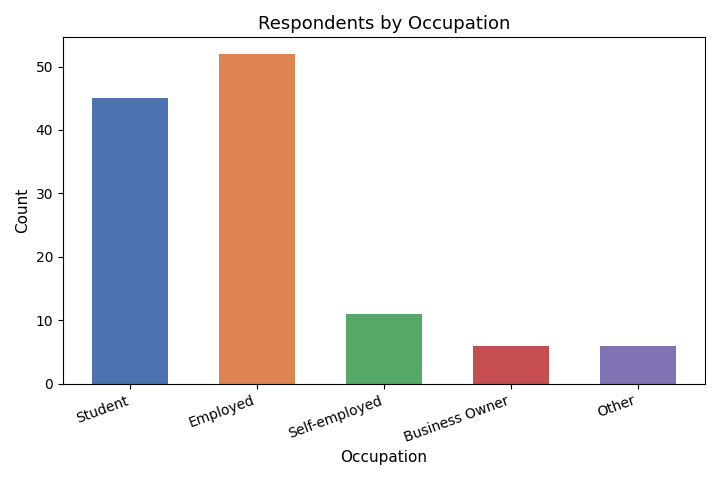 Respondents by Occupation
Count
50
40
30
20
10
0
Student
Employed
Self-employed
Business Owner
Other
Occupation